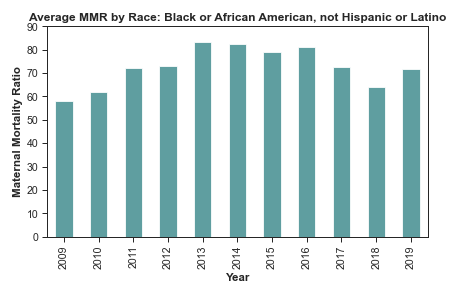 Average MMR by Race: Black or African American, not Hispanic or Latino
Maternal Mortality Ratio
90
80
70
60
50
40
30
20
10
0
2009 2010 2011 2012 2013 2014 2015 2016 2017 2018 2019
Year